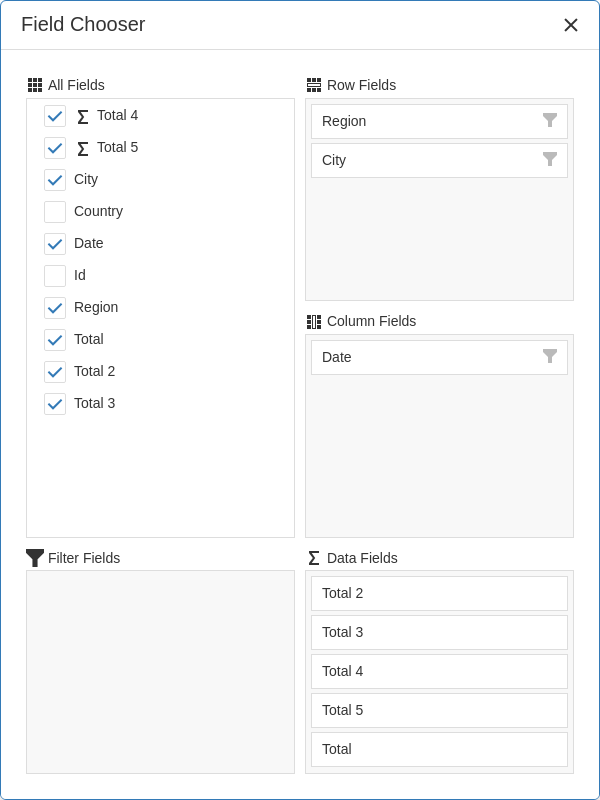 Field Chooser
All Fields
Σ Total 4
Σ Total 5
City
Country
Date
Id
Region
Total
Total 2
Total 3
Row Fields
Region
City
Column Fields
Date
Filter Fields
Σ Data Fields
Total 2
Total 3
Total 4
Total 5
Total